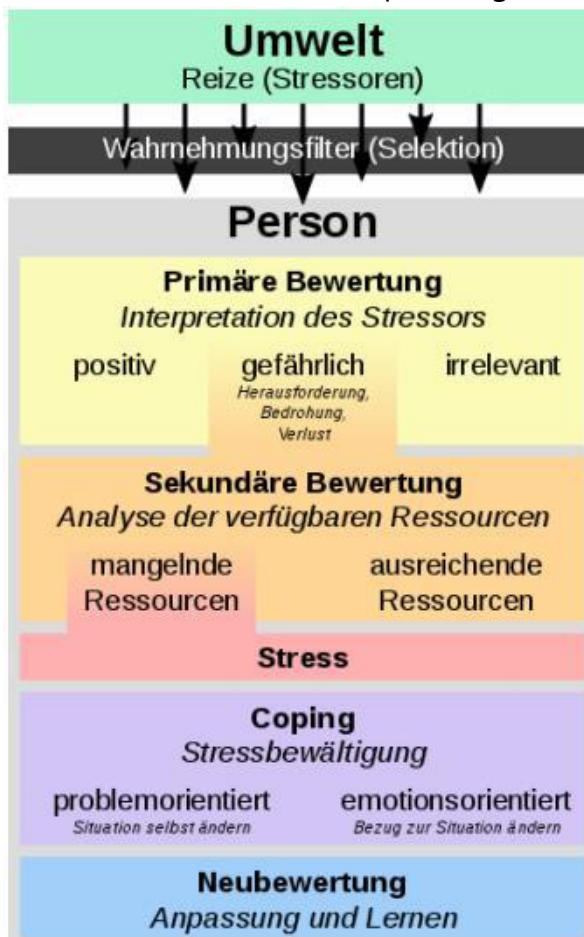 Umwelt
Reize (Stressoren)
Wahrnehmungsfilter (Selektion)
Person
Primäre Bewertung
Interpretation des Stressors
positiv gefährlich irrelevant
Herausforderung,
Bedrohung,
Verlust
Sekundäre Bewertung
Analyse der verfügbaren Ressourcen
mangelnde ausreichende
Ressourcen Ressourcen
Stress
Coping
Stressbewältigung
problemorientiert emotionsorientiert
Situation selbst ändern Bezug zur Situation ändern
Neubewertung
Anpassung und Lernen